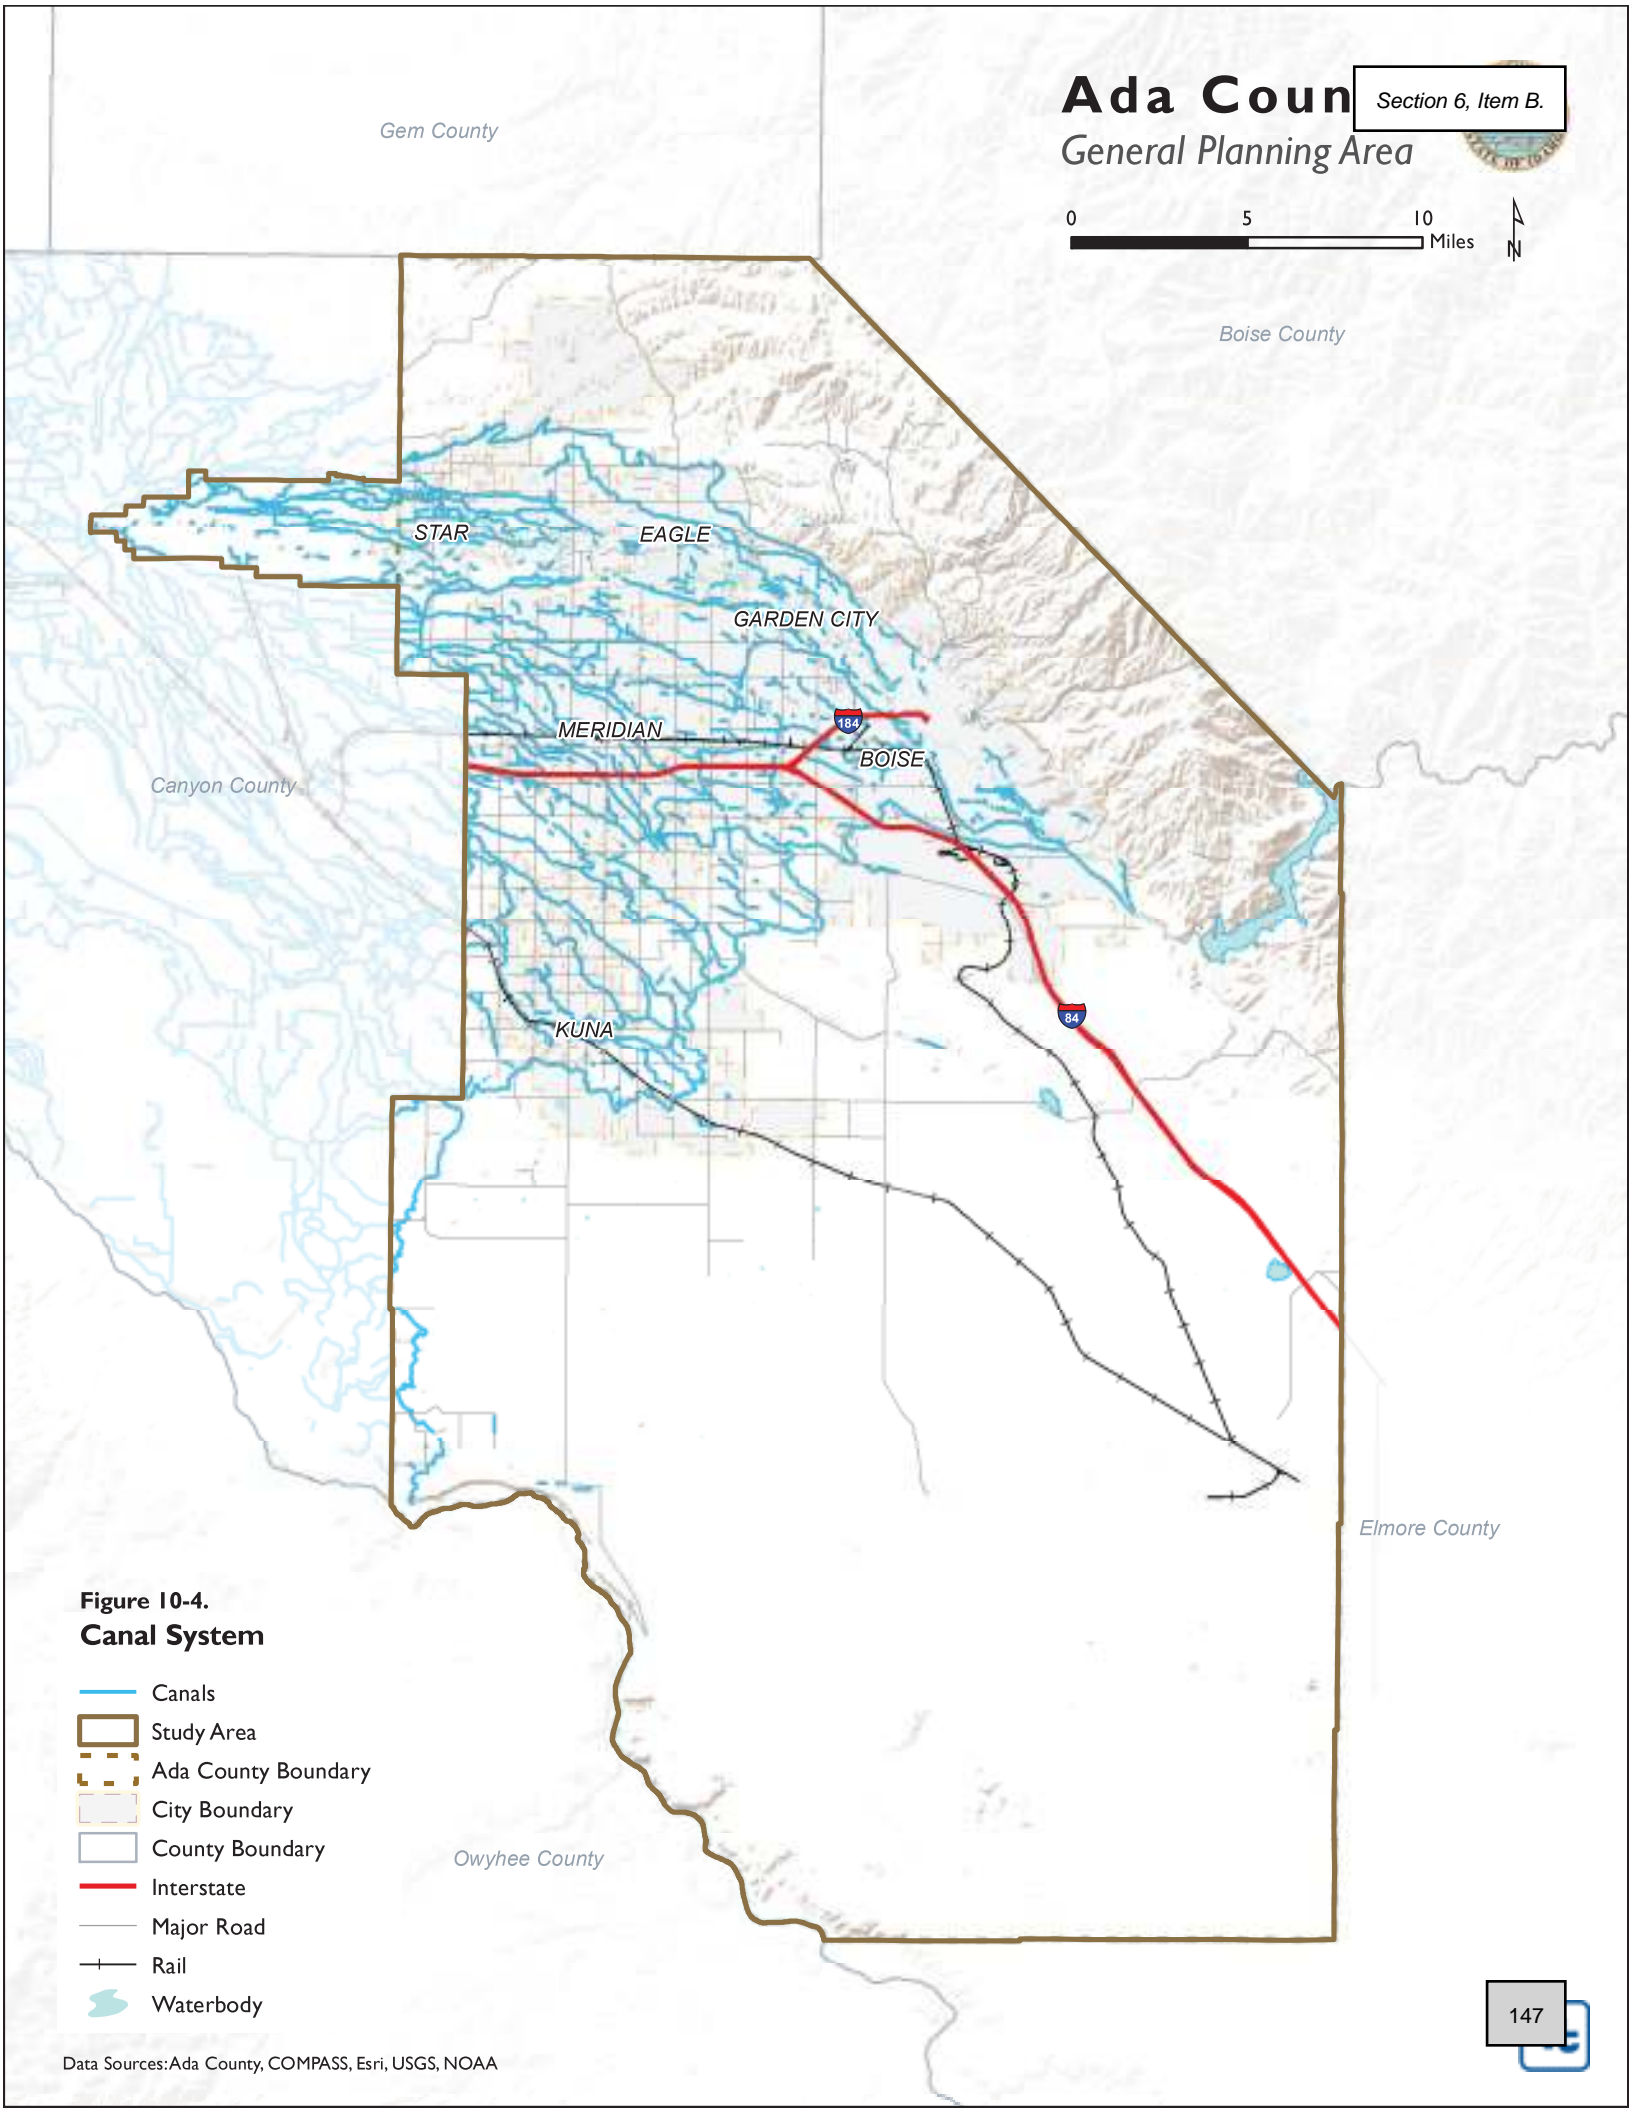 Ada Coun
Section 6, Item B.
General Planning Area
0 5 10
Miles
N
Gem County
Boise County
STAR
EAGLE
GARDEN CITY
184
MERIDIAN
BOISE
Canyon County
84
KUNA
Elmore County
Figure 10-4.
Canal System
Canals
Study Area
Ada County Boundary
City Boundary
County Boundary
Interstate
Major Road
Rail
Waterbody
Owyhee County
147
Data Sources: Ada County, COMPASS, Esri, USGS, NOAA